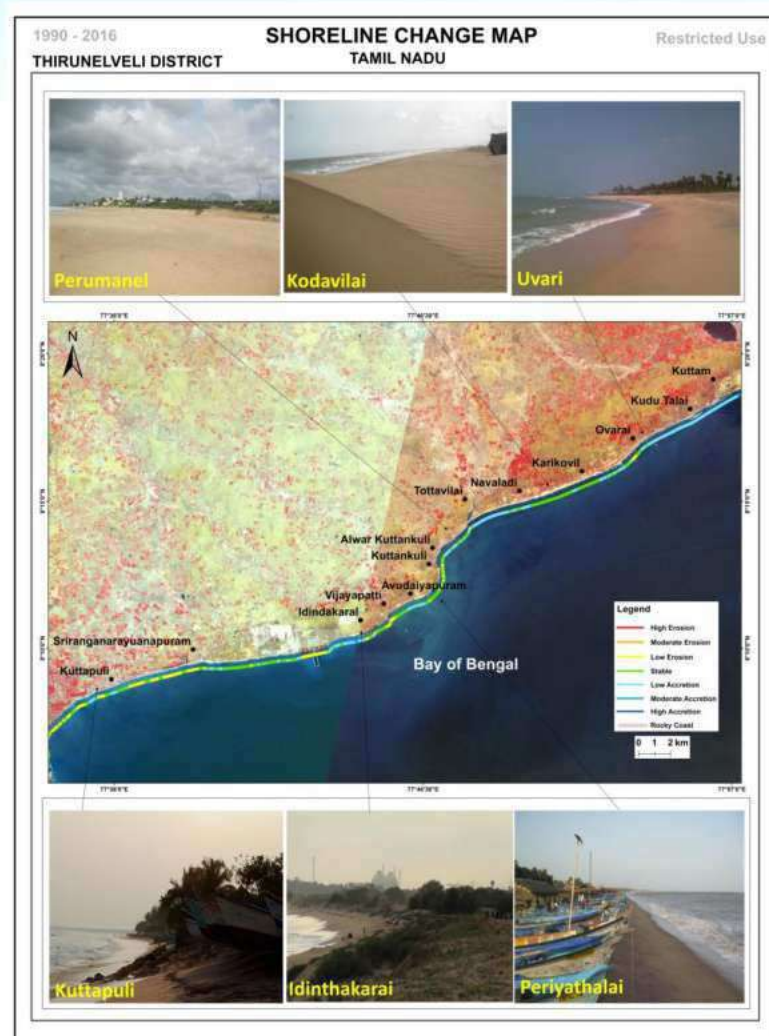 1990 - 2016
SHORELINE CHANGE MAP
Restricted Use
THIRUNELVELI DISTRICT
TAMIL NADU
Perumanel
Kodavilai
Uvari
N
Kuttam
Kudu Talai
Ovarai
Karikovil
Navaladi
Tottavilai
Alwar Kuttankuli
Kuttankuli
Avudaiyapuram
Vijayapatti
Idindakaral
Sriranganarayuanapuram
Kuttapuli
Bay of Bengal
Legend
High Erosion
Moderate Erosion
Low Erosion
Stable
Low Accretion
Moderate Accretion
High Accretion
Rocky Coast
0 1 2 km
Kuttapuli
Idinthakarai
Periyathalai